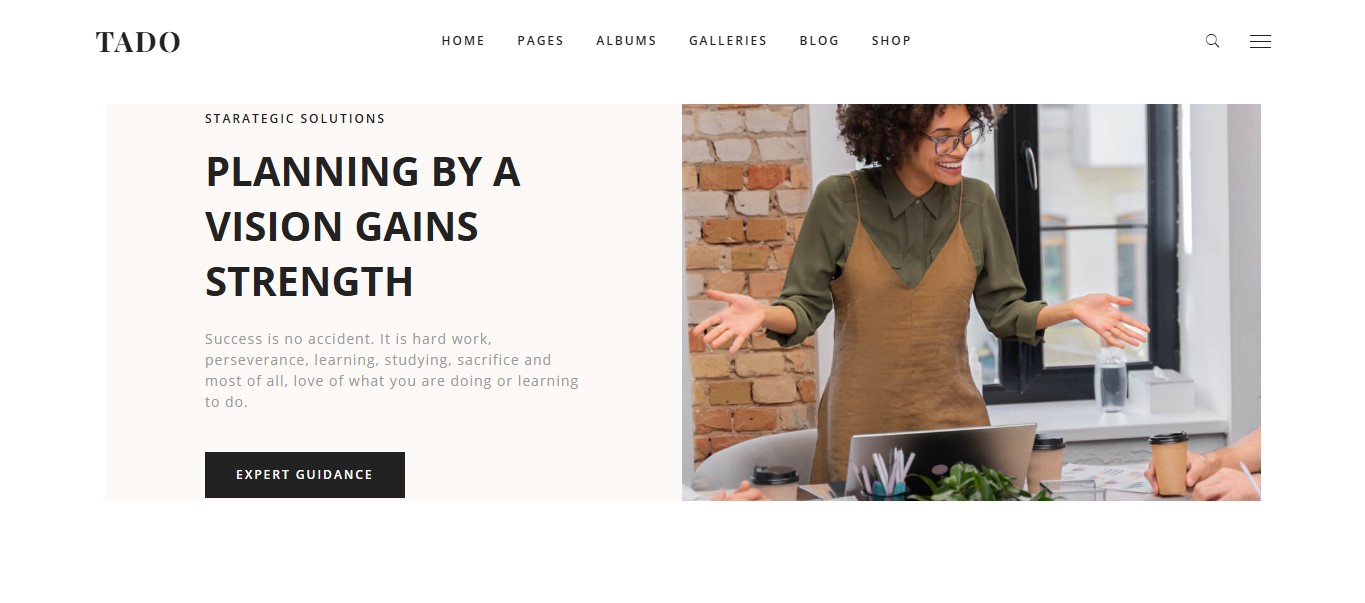 TADO
HOME PAGES ALBUMS GALLERIES BLOG SHOP
STARATEGIC SOLUTIONS
PLANNING BY A
VISION GAINS
STRENGTH
Success is no accident. It is hard work,
perseverance, learning, studying, sacrifice and
most of all, love of what you are doing or learning
to do.
EXPERT GUIDANCE